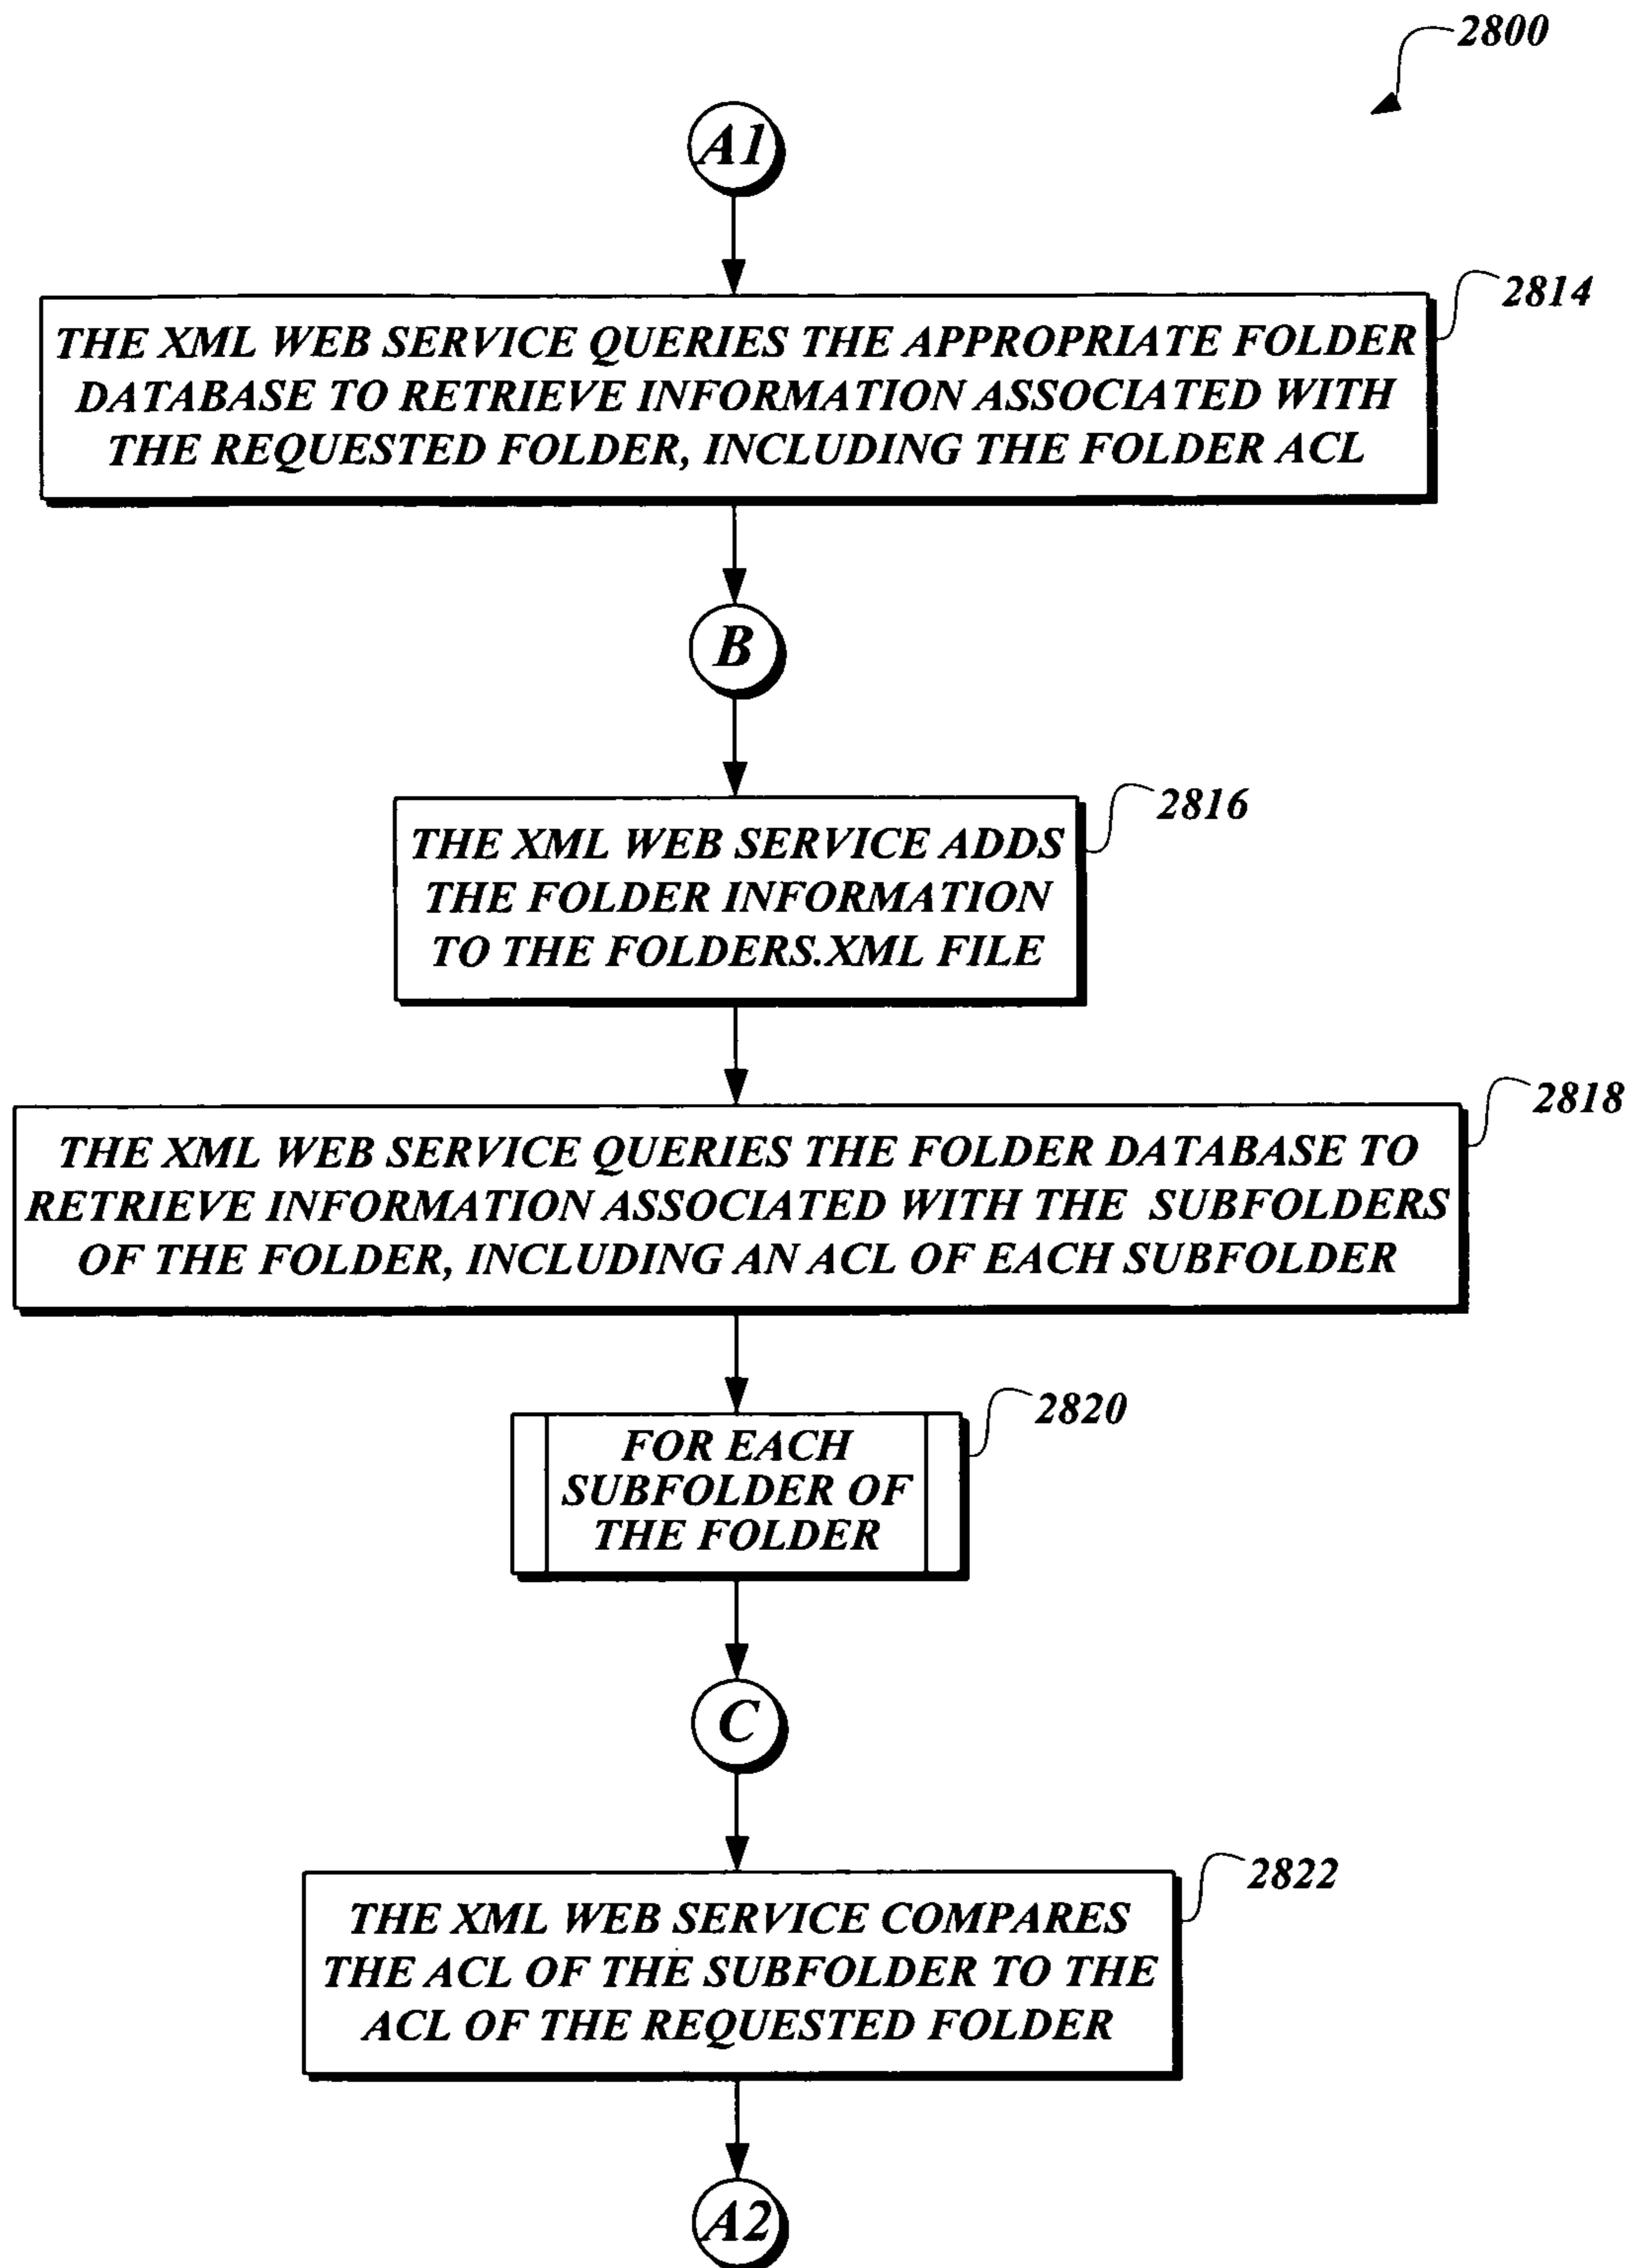 2800
A1
2814
THE XML WEB SERVICE QUERIES THE APPROPRIATE FOLDER
DATABASE TO RETRIEVE INFORMATION ASSOCIATED WITH
THE REQUESTED FOLDER, INCLUDING THE FOLDER ACL
B
2816
THE XML WEB SERVICE ADDS
THE FOLDER INFORMATION
TO THE FOLDERS.XML FILE
2818
THE XML WEB SERVICE QUERIES THE FOLDER DATABASE TO
RETRIEVE INFORMATION ASSOCIATED WITH THE SUBFOLDERS
OF THE FOLDER, INCLUDING AN ACL OF EACH SUBFOLDER
2820
FOR EACH
SUBFOLDER OF
THE FOLDER
C
2822
THE XML WEB SERVICE COMPARES
THE ACL OF THE SUBFOLDER TO THE
ACL OF THE REQUESTED FOLDER
A2